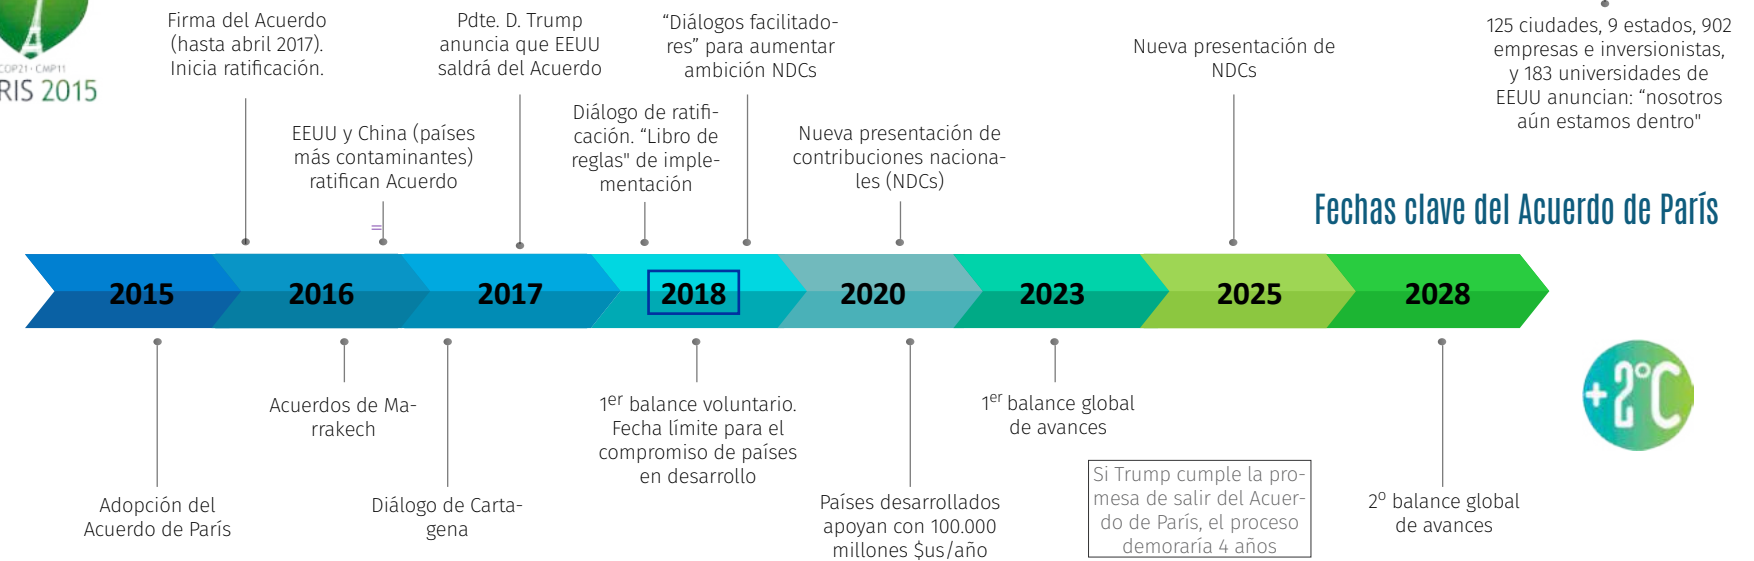 COP21·CMP11
RIS 2015
Firma del Acuerdo
(hasta abril 2017).
Inicia ratificación.
EEUU y China (países
más contaminantes)
ratifican Acuerdo
=
Pdte. D. Trump
anuncia que EEUU
saldrá del Acuerdo
Diálogo de ratifi-
cación. “Libro de
reglas" de imple-
mentación
“Diálogos facilitado-
res” para aumentar
ambición NDCs
Nueva presentación de
contribuciones naciona-
les (NDCs)
Nueva presentación de
NDCs
125 ciudades, 9 estados, 902
empresas e inversionistas,
y 183 universidades de
EEUU anuncian: “nosotros
aún estamos dentro"
Fechas clave del Acuerdo de París
2015
2016
2017
2018
2020
2023
2025
2028
Adopción del
Acuerdo de París
Acuerdos de Ma-
rrakech
Diálogo de Carta-
gena
1er balance voluntario.
Fecha límite para el
compromiso de países
en desarrollo
Países desarrollados
apoyan con 100.000
millones $us/año
1er balance global
de avances
Si Trump cumple la pro-
mesa de salir del Acuer-
do de París, el proceso
demoraría 4 años
2º balance global
de avances
+2°C